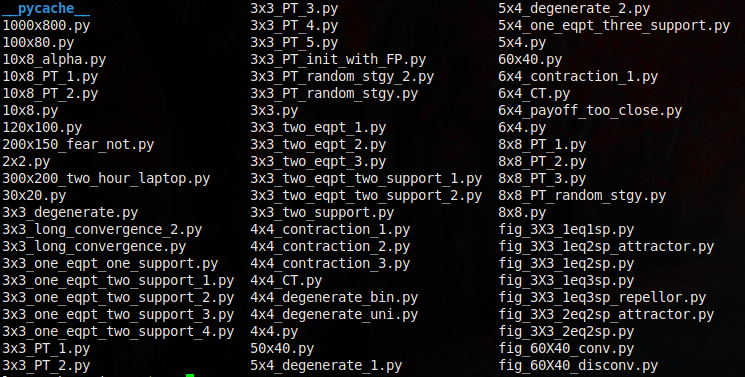 __pycache__ 3x3_PT_3.py 5x4_degenerate_2.py
1000x800.py 3x3_PT_4.py 5x4_one_eqpt_three_support.py
100x80.py 3x3_PT_5.py 5x4.py
10x8_alpha.py 3x3_PT_init_with_FP.py 60x40.py
10x8_PT_1.py 3x3_PT_random_stgy_2.py 6x4_contraction_1.py
10x8_PT_2.py 3x3_PT_random_stgy.py 6x4_CT.py
10x8.py 3x3.py 6x4_payoff_too_close.py
120x100.py 3x3_two_eqpt_1.py 6x4.py
200x150_fear_not.py 3x3_two_eqpt_2.py 8x8_PT_1.py
2x2.py 3x3_two_eqpt_3.py 8x8_PT_2.py
300x200_two_hour_laptop.py 3x3_two_eqpt_two_support_1.py 8x8_PT_3.py
30x20.py 3x3_two_eqpt_two_support_2.py 8x8_PT_random_stgy.py
3x3_degenerate.py 3x3_two_support.py 8x8.py
3x3_long_convergence_2.py 4x4_contraction_1.py fig_3X3_1eq1sp.py
3x3_long_convergence.py 4x4_contraction_2.py fig_3X3_1eq2sp_attractor.py
3x3_one_eqpt_one_support.py 4x4_contraction_3.py fig_3X3_1eq2sp.py
3x3_one_eqpt_two_support_1.py 4x4_CT.py fig_3X3_1eq3sp.py
3x3_one_eqpt_two_support_2.py 4x4_degenerate_bin.py fig_3X3_1eq3sp_repellor.py
3x3_one_eqpt_two_support_3.py 4x4_degenerate_uni.py fig_3X3_2eq2sp_attractor.py
3x3_one_eqpt_two_support_4.py 4x4.py fig_3X3_2eq2sp.py
3x3_PT_1.py 50x40.py fig_60X40_conv.py
3x3_PT_2.py 5x4_degenerate_1.py fig_60X40_disconv.py